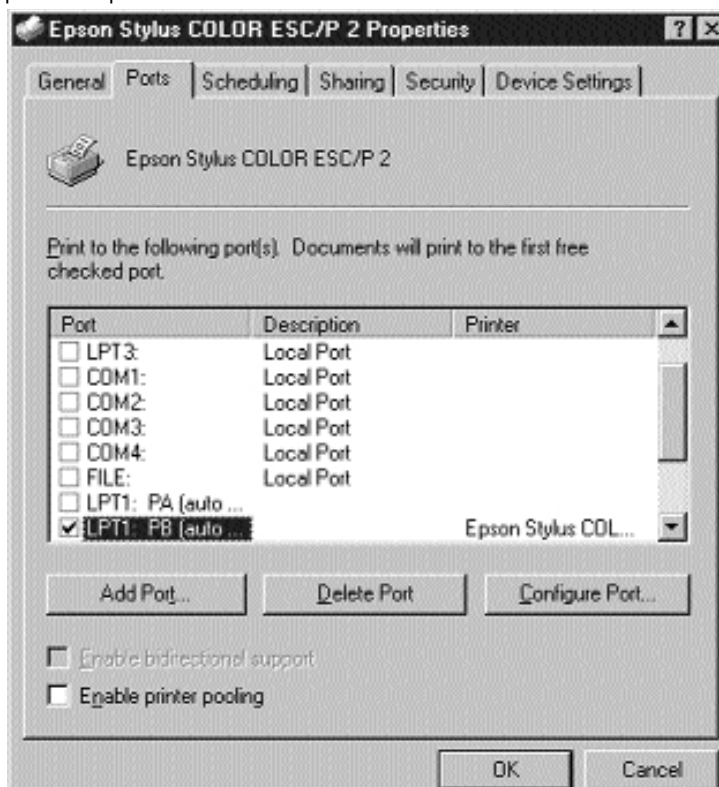 Epson Stylus COLOR ESC/P 2 Properties
General Ports Scheduling Sharing Security Device Settings
Epson Stylus COLOR ESC/P 2
Print to the following port(s). Documents will print to the first free
checked port.
Port Description Printer
LPT3: Local Port
COM1: Local Port
COM2: Local Port
COM3: Local Port
COM4: Local Port
FILE: Local Port
LPT1: PA (auto ...
LPT1: PB (auto ... Epson Stylus COL...
Add Port... Delete Port Configure Port...
Enable bidirectional support
Enable printer pooling
OK Cancel